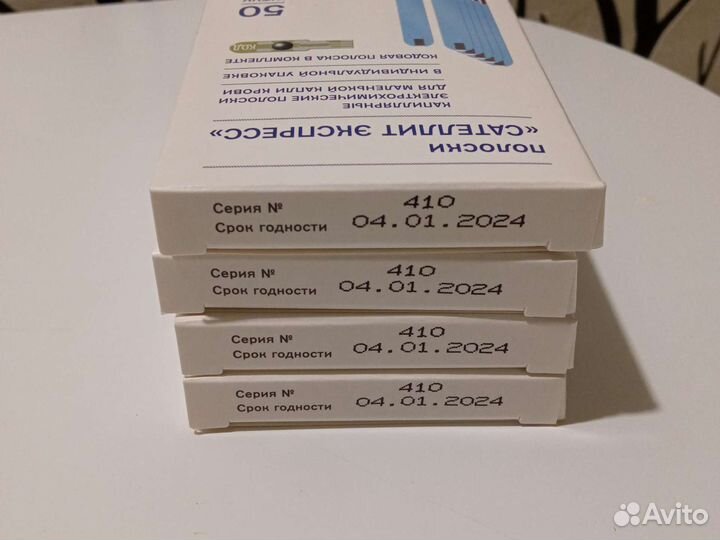 ПОЛОСКИ
«САТЕЛЛИТ ЭКСПРЕСС»
КАПИЛЛЯРНЫЕ
ЭЛЕКТРОХИМИЧЕСКИЕ ПОЛОСКИ
ДЛЯ МАЛЕНЬКОЙ КАПЛИ КРОВИ
В ИНДИВИДУАЛЬНОЙ УПАКОВКЕ
КОДОВАЯ ПОЛОСКА В КОМПЛЕКТЕ
КОД
50
Серия № 410
Срок годности 04.01.2024
Серия № 410
Срок годности 04.01.2024
Серия № 410
Срок годности 04.01.2024
Серия № 410
Срок годности 04.01.2024
Avito